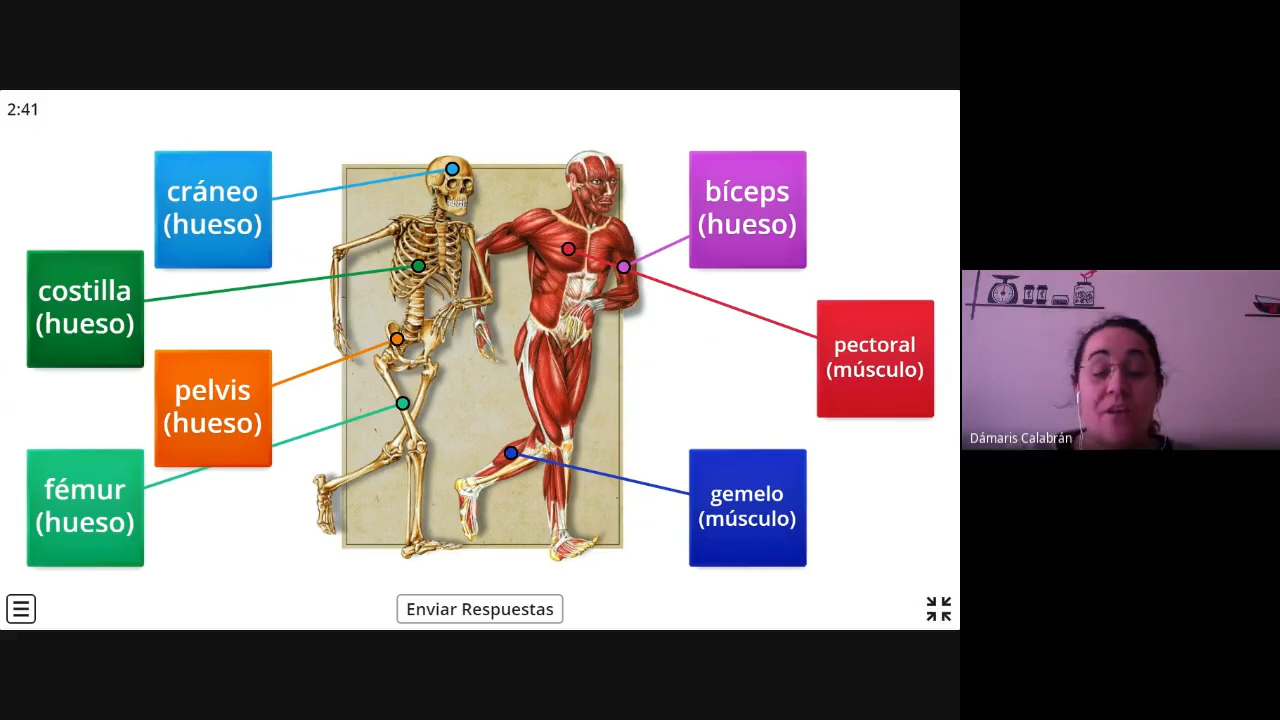 2:41
cráneo
(hueso)
bíceps
(hueso)
costilla
(hueso)
pectoral
(músculo)
pelvis
(hueso)
fémur
(hueso)
gemelo
(músculo)
Enviar Respuestas
Dámaris Calabrán